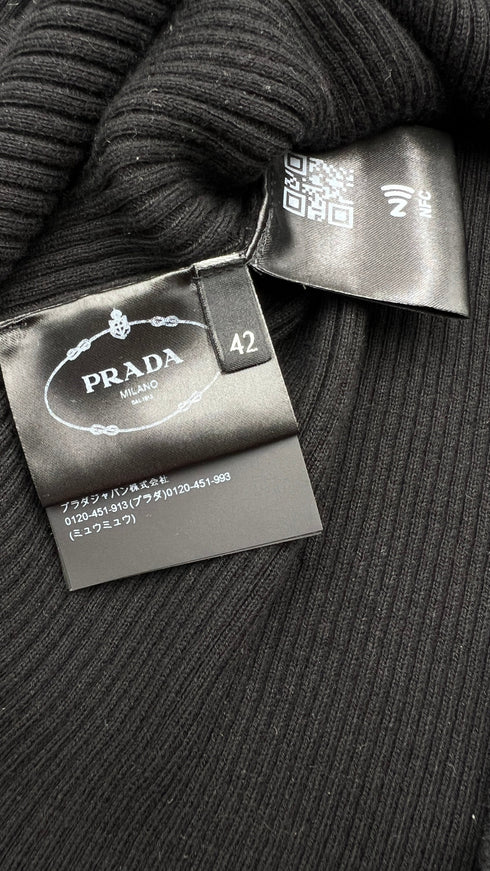 PRADA
MILANO
DAL 1913
42
NFC
プラダジャパン株式会社
0120-451-913(プラダ)0120-451-993
(ミュウミュウ)